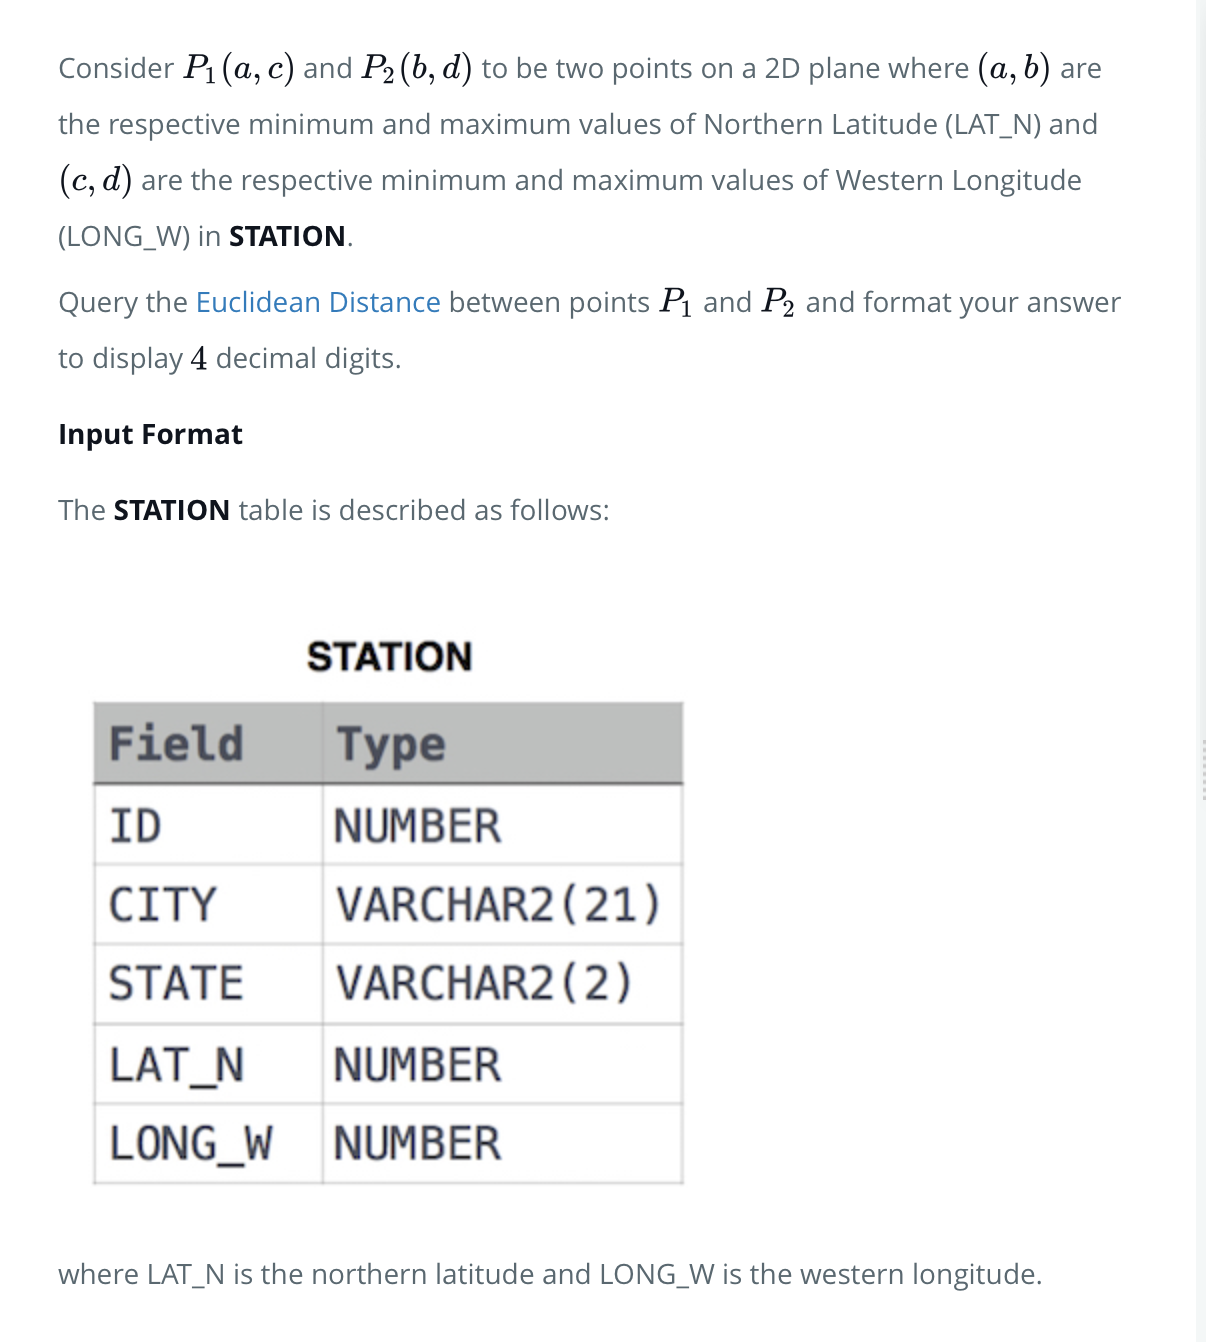 Consider P₁(a, c) and P₂(b, d) to be two points on a 2D plane where (a, b) are
the respective minimum and maximum values of Northern Latitude (LAT_N) and
(c, d) are the respective minimum and maximum values of Western Longitude
(LONG_W) in STATION.
Query the Euclidean Distance between points P₁ and P₂ and format your answer
to display 4 decimal digits.
Input Format
The STATION table is described as follows:
STATION
Field Type
ID NUMBER
CITY VARCHAR2(21)
STATE VARCHAR2(2)
LAT_N NUMBER
LONG_W NUMBER
where LAT_N is the northern latitude and LONG_W is the western longitude.